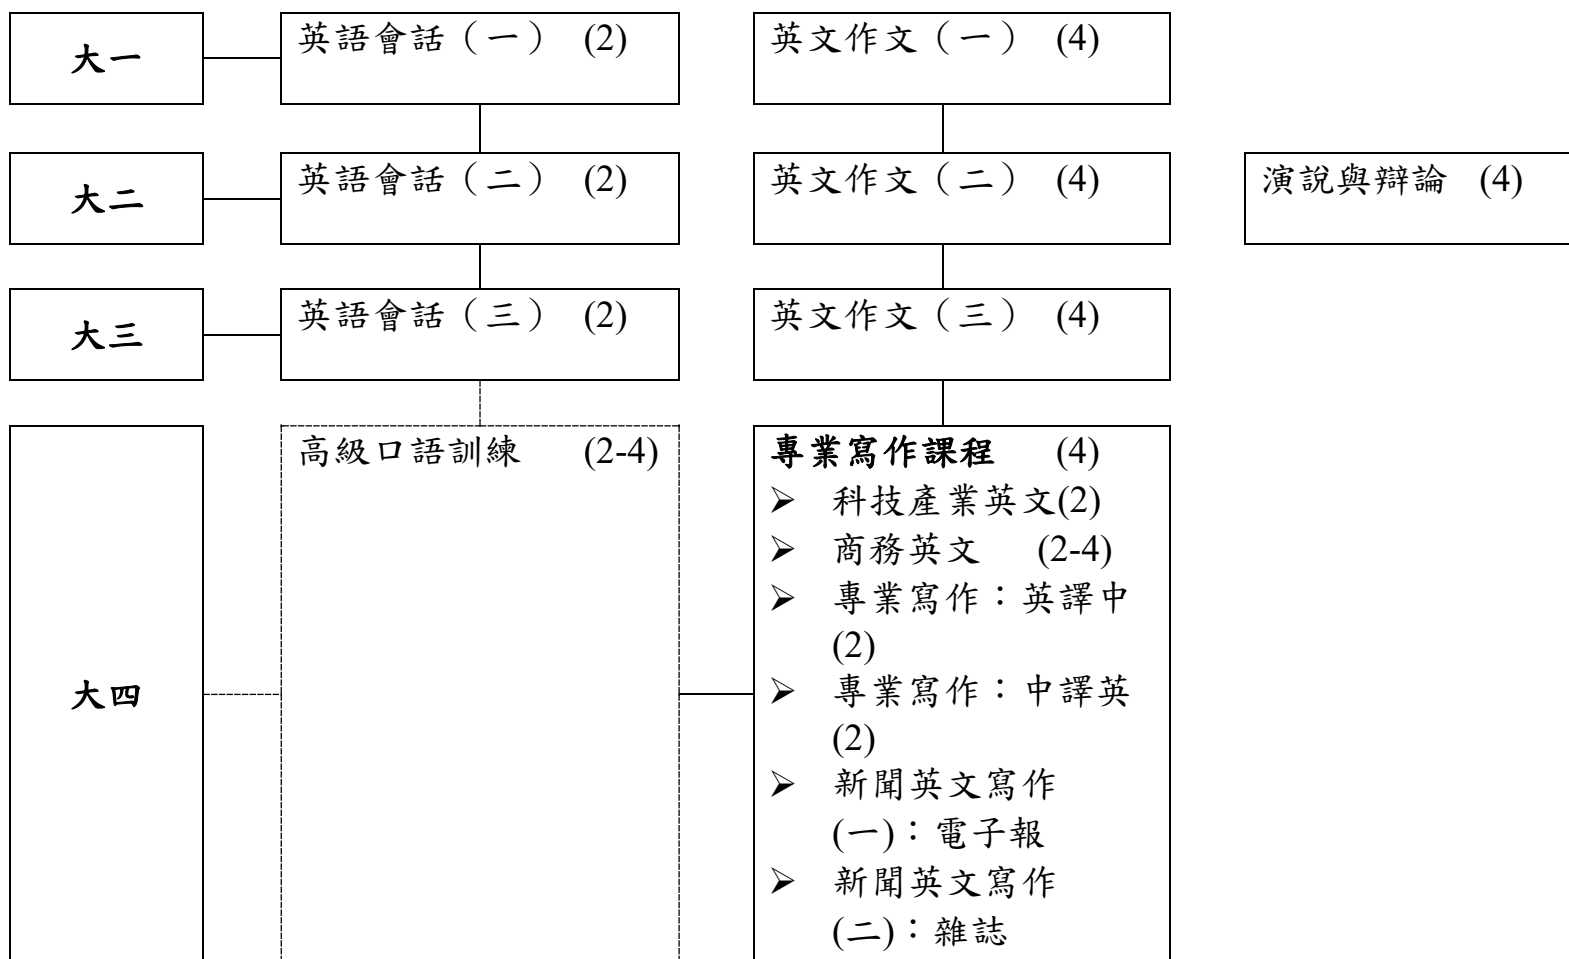 大一
英語會話（一） (2)
英文作文（一） (4)
大二
英語會話（二） (2)
英文作文（二） (4)
演說與辯論 (4)
大三
英語會話（三） (2)
英文作文（三） (4)
大四
高級口語訓練 (2-4)
專業寫作課程 (4)
➢ 科技產業英文(2)
➢ 商務英文 (2-4)
➢ 專業寫作：英譯中
(2)
➢ 專業寫作：中譯英
(2)
➢ 新聞英文寫作
(一)：電子報
➢ 新聞英文寫作
(二)：雜誌